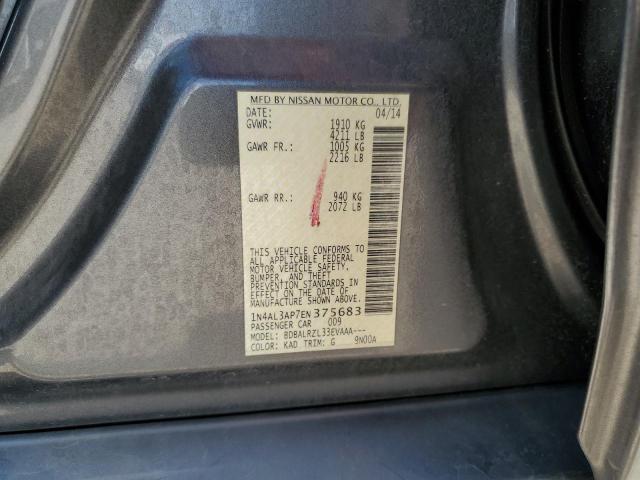 MFD BY NISSAN MOTOR CO., LTD.
DATE: 04/14
GVWR: 1910 KG
4211 LB
GAWR FR.: 1005 KG
2216 LB
GAWR RR.: 940 KG
2072 LB
THIS VEHICLE CONFORMS TO
ALL APPLICABLE FEDERAL
MOTOR VEHICLE SAFETY,
BUMPER, AND THEFT
PREVENTION STANDARDS
IN EFFECT ON THE DATE OF
MANUFACTURE SHOWN ABOVE.
1N4AL3AP7EN375683
PASSENGER CAR 009
MODEL: BDBALRZL33EVAAA---
COLOR: KAD TRIM: G 9N00A